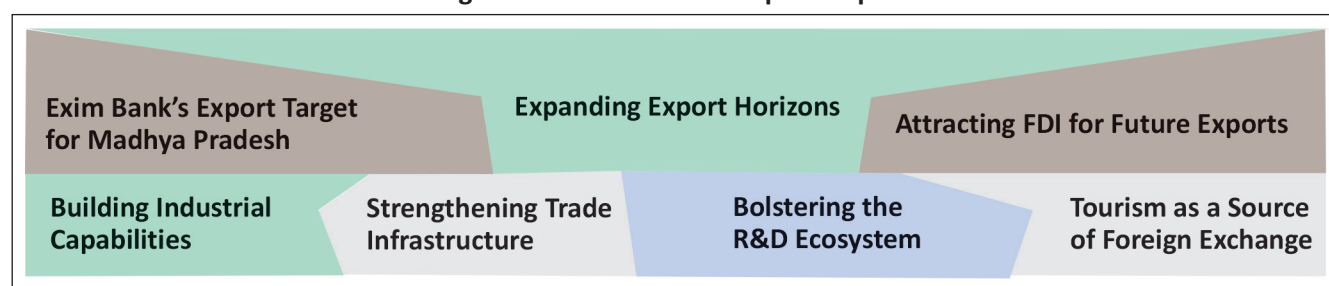 Exim Bank's Export Target
for Madhya Pradesh
Expanding Export Horizons
Attracting FDI for Future Exports
Building Industrial
Capabilities
Strengthening Trade
Infrastructure
Bolstering the
R&D Ecosystem
Tourism as a Source
of Foreign Exchange